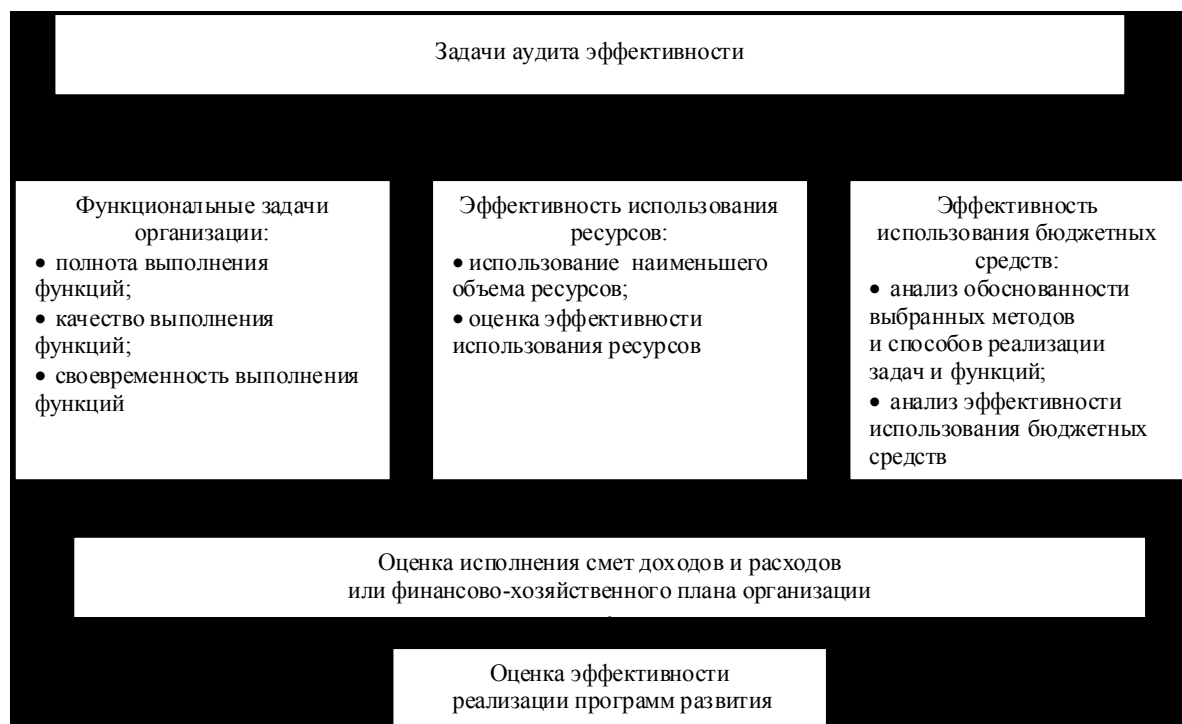 Задачи аудита эффективности
Функциональные задачи
организации:
• полнота выполнения
функций;
• качество выполнения
функций;
• своевременность выполнения
функций
Эффективность использования
ресурсов:
• использование наименьшего
объема ресурсов;
• оценка эффективности
использования ресурсов
Эффективность
использования бюджетных
средств:
• анализ обоснованности
выбранных методов
и способов реализации
задач и функций;
• анализ эффективности
использования бюджетных
средств
Оценка исполнения смет доходов и расходов
или финансово-хозяйственного плана организации
Оценка эффективности
реализации программ развития